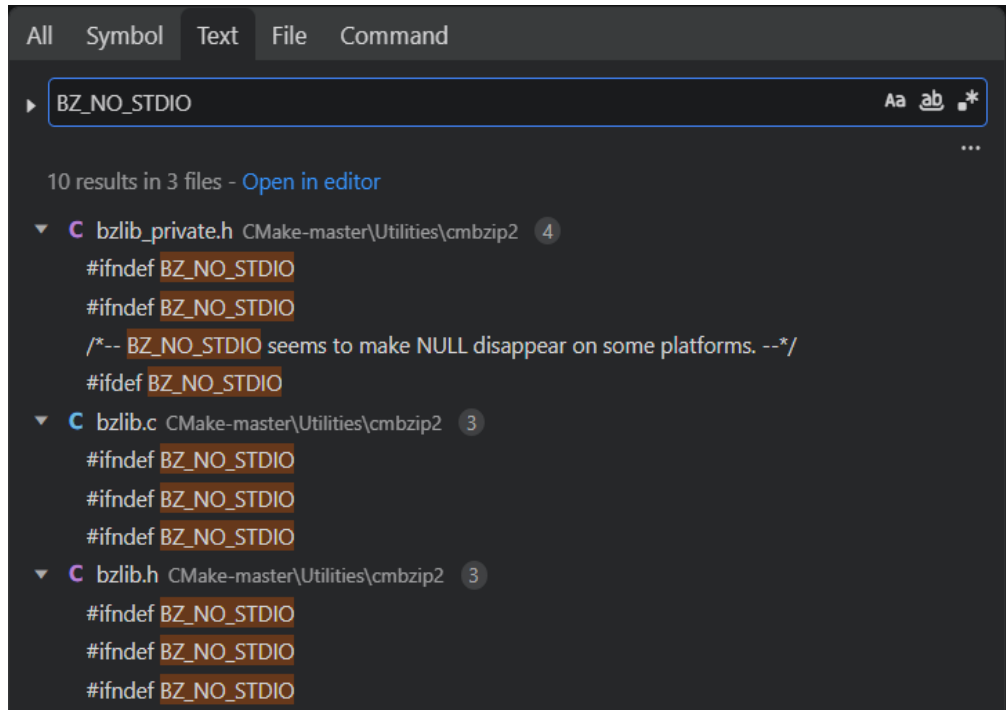 All Symbol Text File Command
BZ_NO_STDIO Aa ab .*
...
10 results in 3 files - Open in editor
C bzlib_private.h CMake-master\Utilities\cmbzip2 4
#ifndef BZ_NO_STDIO
#ifndef BZ_NO_STDIO
/*-- BZ_NO_STDIO seems to make NULL disappear on some platforms. --*/
#ifdef BZ_NO_STDIO
C bzlib.c CMake-master\Utilities\cmbzip2 3
#ifndef BZ_NO_STDIO
#ifndef BZ_NO_STDIO
#ifndef BZ_NO_STDIO
C bzlib.h CMake-master\Utilities\cmbzip2 3
#ifndef BZ_NO_STDIO
#ifndef BZ_NO_STDIO
#ifndef BZ_NO_STDIO